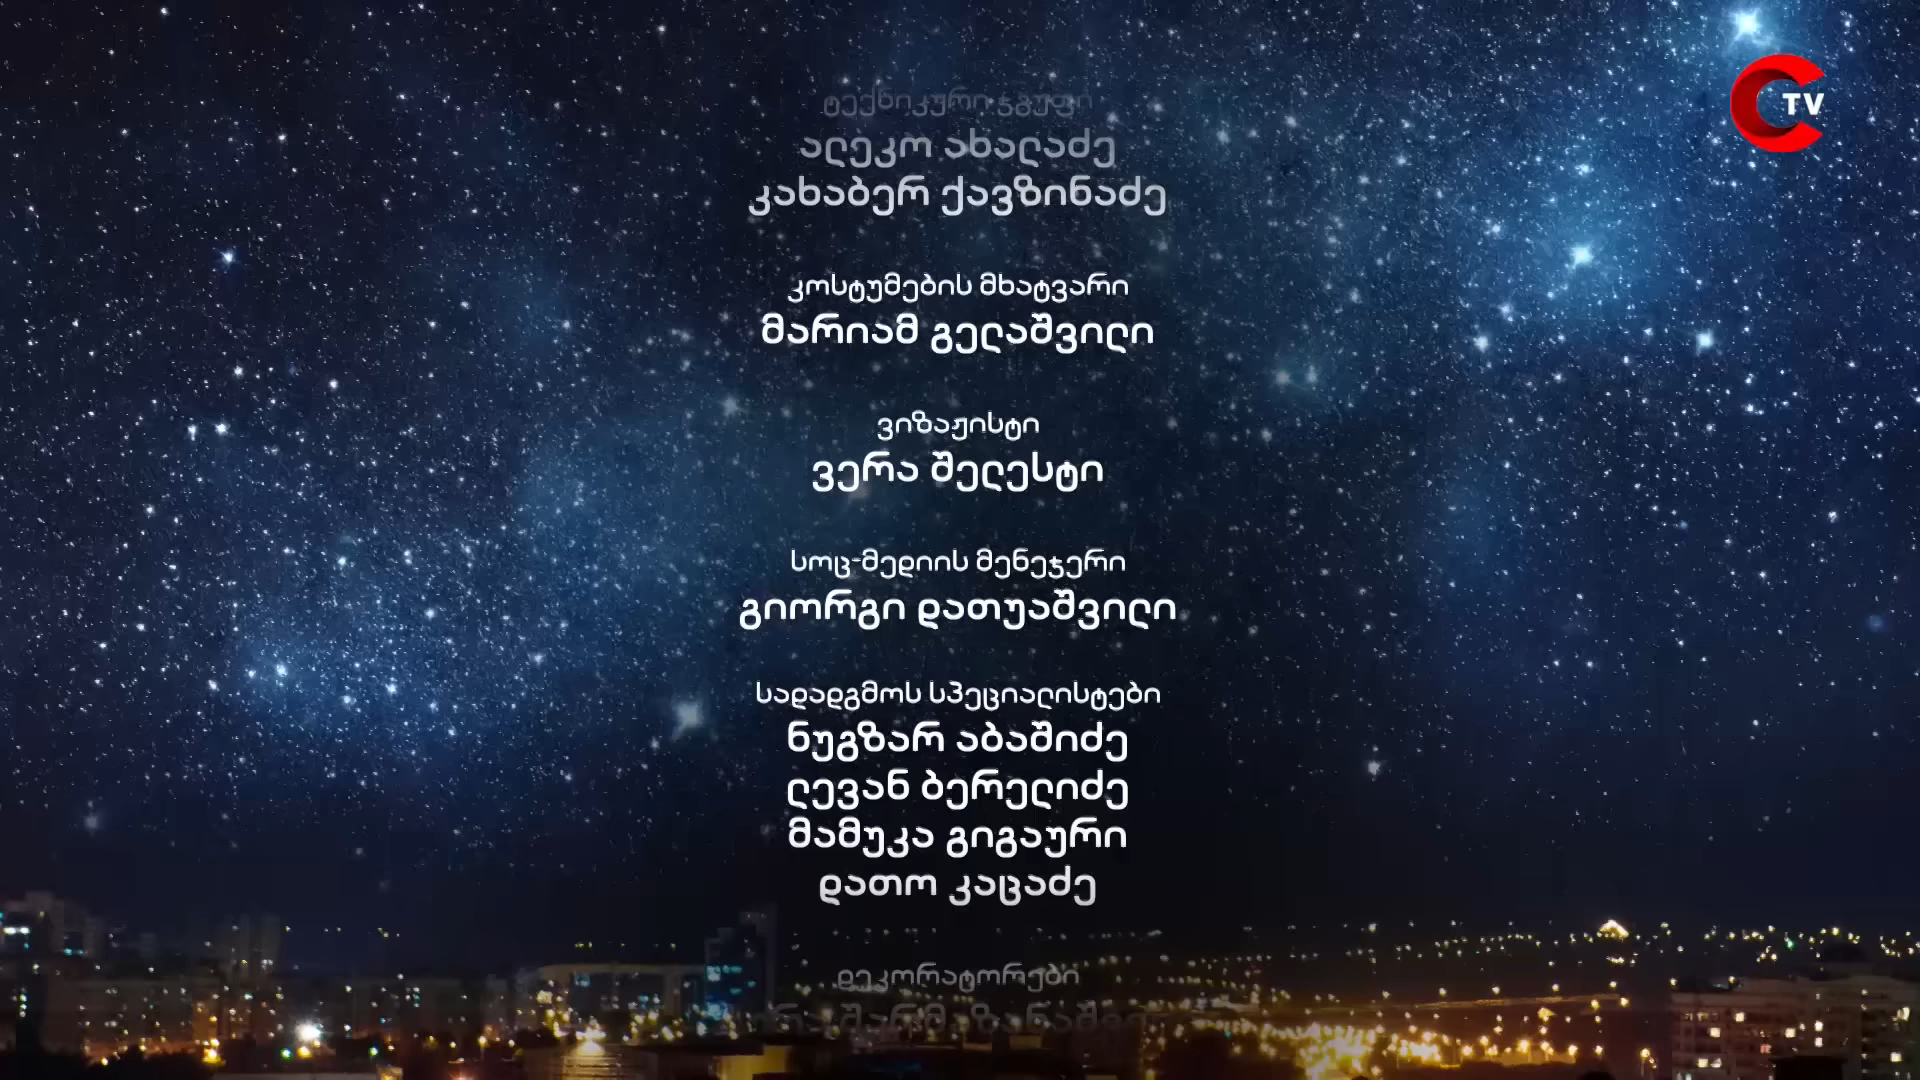 TV
ტექნიკური ჯგუფი
ალეკო ახალაძე
კახაბერ ქავზინაძე
კოსტუმების მხატვარი
მარიამ გელაშვილი
ვიზაჟისტი
ვერა შელესტი
სოც-მედიის მენეჯერი
გიორგი დათუაშვილი
სადადგმოს სპეციალისტები
ნუგზარ აბაშიძე
ლევან ბერელიძე
მამუკა გიგაური
დათო კაცაძე
დეკორატორები